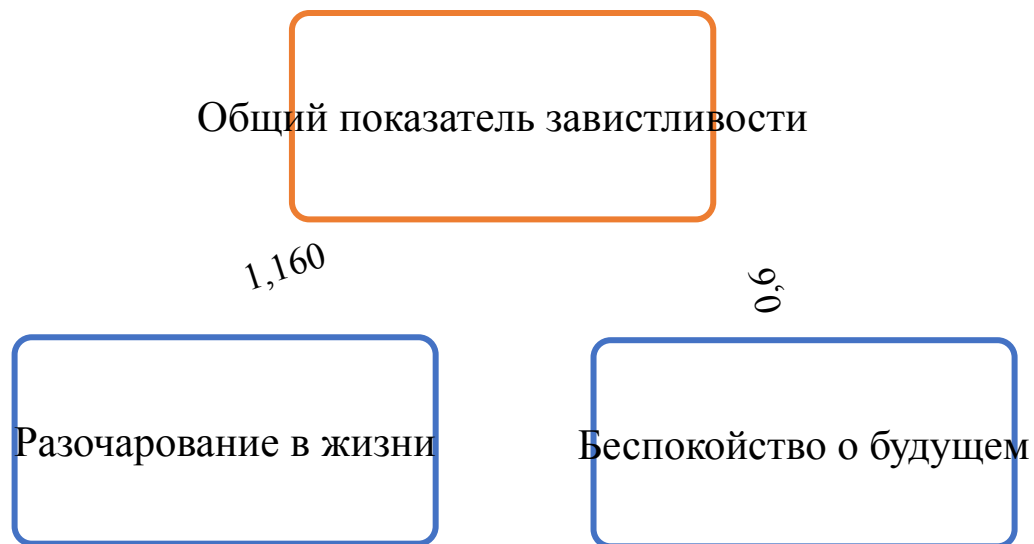 Общий показатель завистливости
1,160
0,6
Разочарование в жизни
Беспокойство о будущем